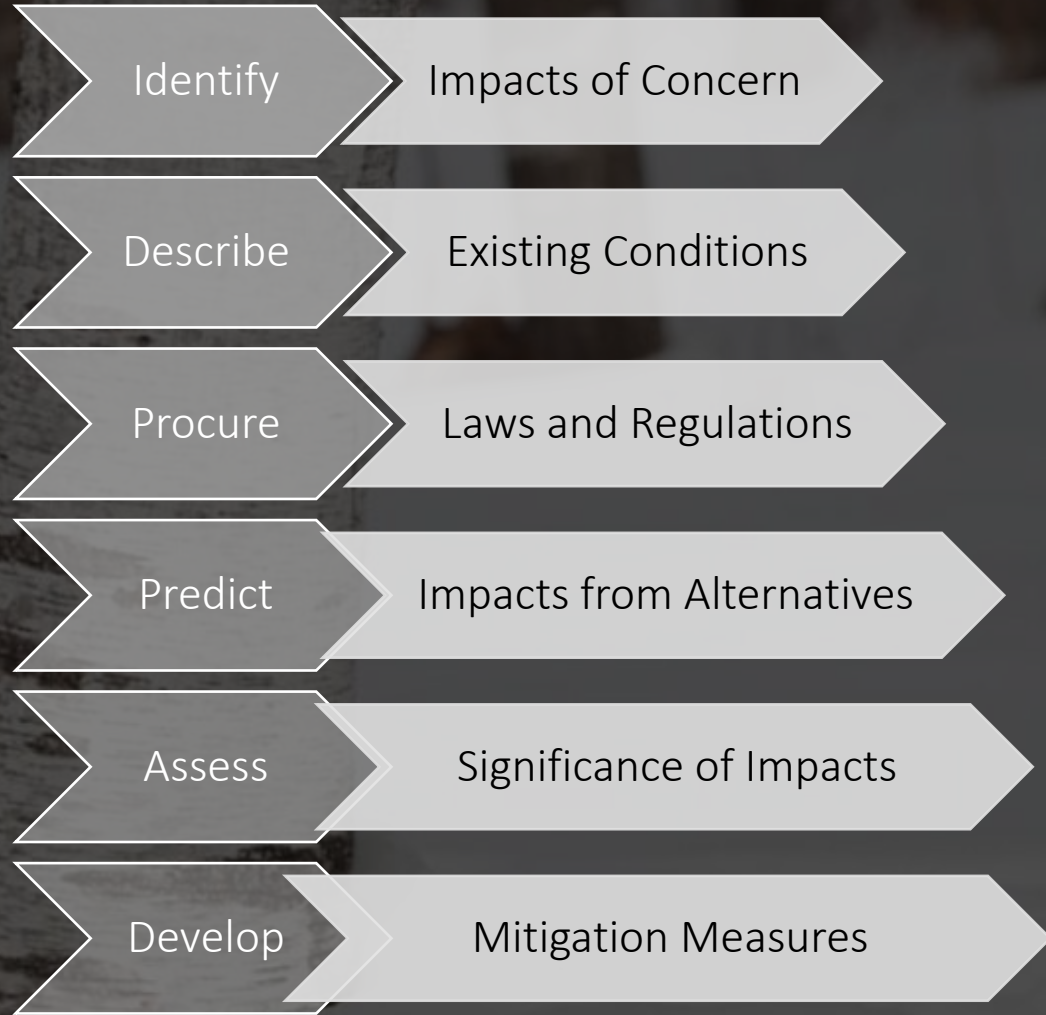 Identify
Impacts of Concern
Describe
Existing Conditions
Procure
Laws and Regulations
Predict
Impacts from Alternatives
Assess
Significance of Impacts
Develop
Mitigation Measures